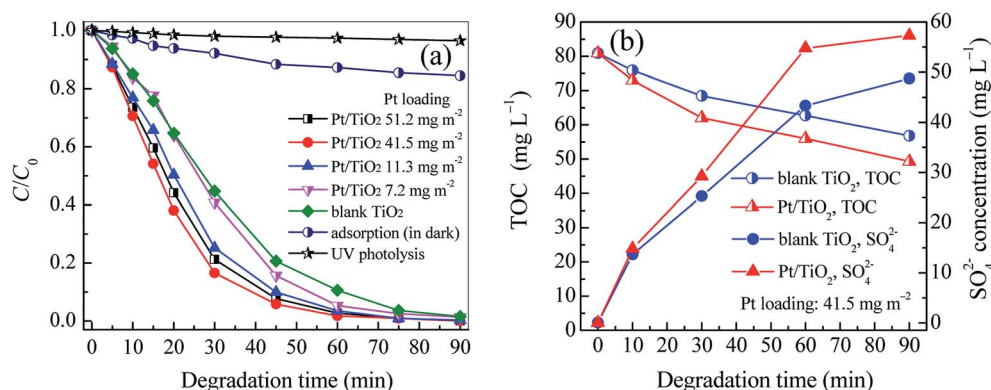 1.0
0.8
0.6
0.4
0.2
0.0
C/C₀
(a)
Pt loading
Pt/TiO₂ 51.2 mg m⁻²
Pt/TiO₂ 41.5 mg m⁻²
Pt/TiO₂ 11.3 mg m⁻²
Pt/TiO₂ 7.2 mg m⁻²
blank TiO₂
adsorption (in dark)
UV photolysis
0 10 20 30 40 50 60 70 80 90
Degradation time (min)
90
80
70
60
50
40
30
20
10
0
TOC (mg L⁻¹)
(b)
blank TiO₂, TOC
Pt/TiO₂, TOC
blank TiO₂, SO₄²⁻
Pt/TiO₂, SO₄²⁻
Pt loading: 41.5 mg m⁻²
60
50
40
30
20
10
0
SO₄²⁻ concentration (mg L⁻¹)
0 10 20 30 40 50 60 70 80 90
Degradation time (min)